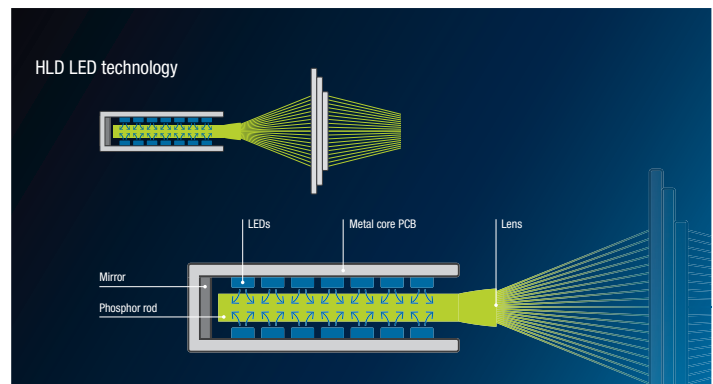 HLD LED technology
LEDs
Metal core PCB
Lens
Mirror
Phosphor rod